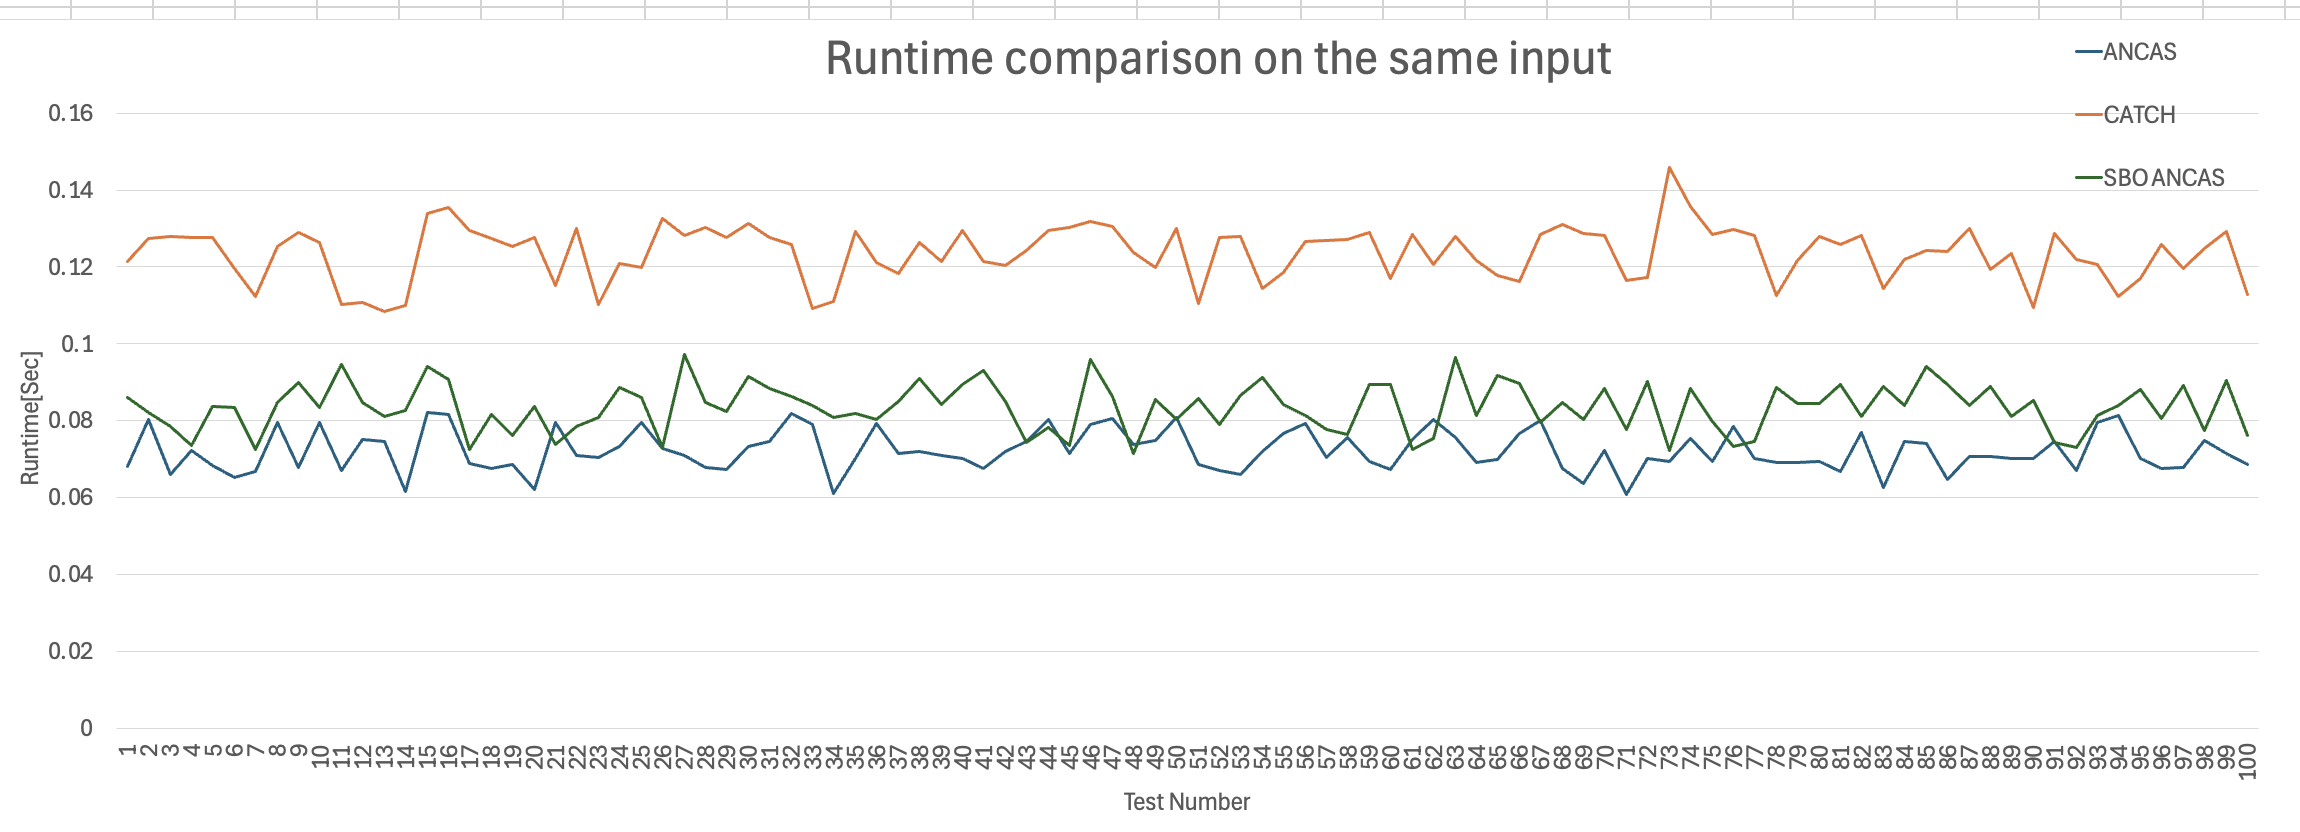 Runtime comparison on the same input
ANCAS
CATCH
SBO ANCAS
0.16
0.14
0.12
0.1
0.08
0.06
0.04
0.02
0
Runtime[Sec]
1 2 3 4 5 6 7 8 9 10 11 12 13 14 15 16 17 18 19 20 21 22 23 24 25 26 27 28 29 30 31 32 33 34 35 36 37 38 39 40 41 42 43 44 45 46 47 48 49 50 51 52 53 54 55 56 57 58 59 60 61 62 63 64 65 66 67 68 69 70 71 72 73 74 75 76 77 78 79 80 81 82 83 84 85 86 87 88 89 90 91 92 93 94 95 96 97 98 99 100
Test Number